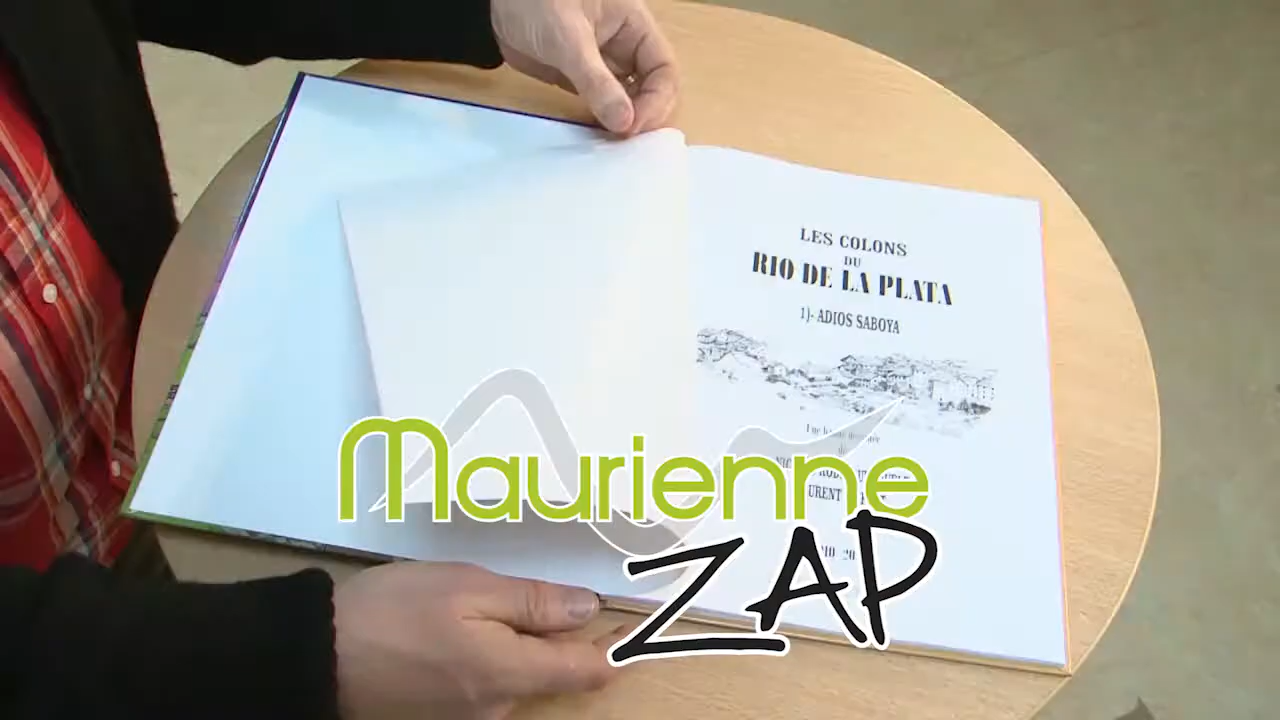 LES COLONS
DU
RIO DE LA PLATA
1)- ADIOS SABOYA
Maurienne
ZAP